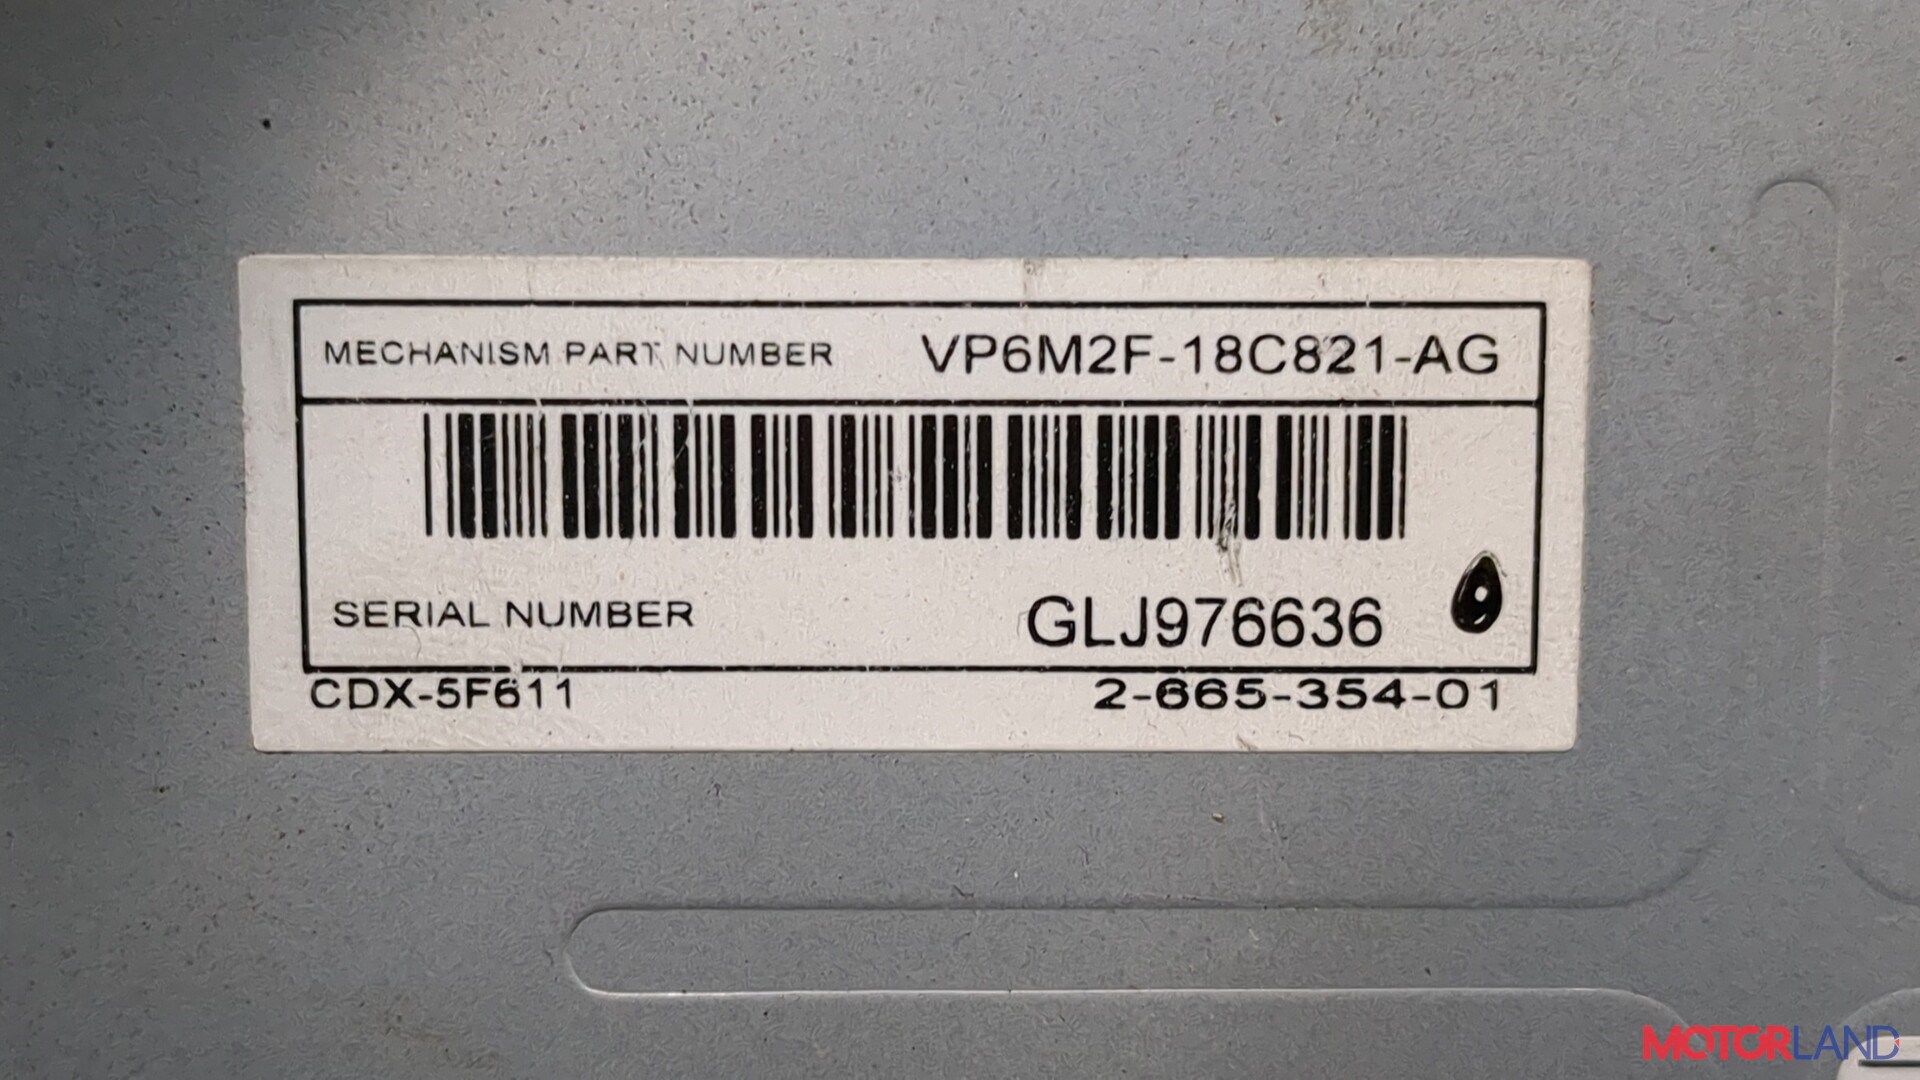 MECHANISM PART NUMBER VP6M2F-18C821-AG
SERIAL NUMBER GLJ976636
CDX-5F611 2-665-354-01
MOTORLAND